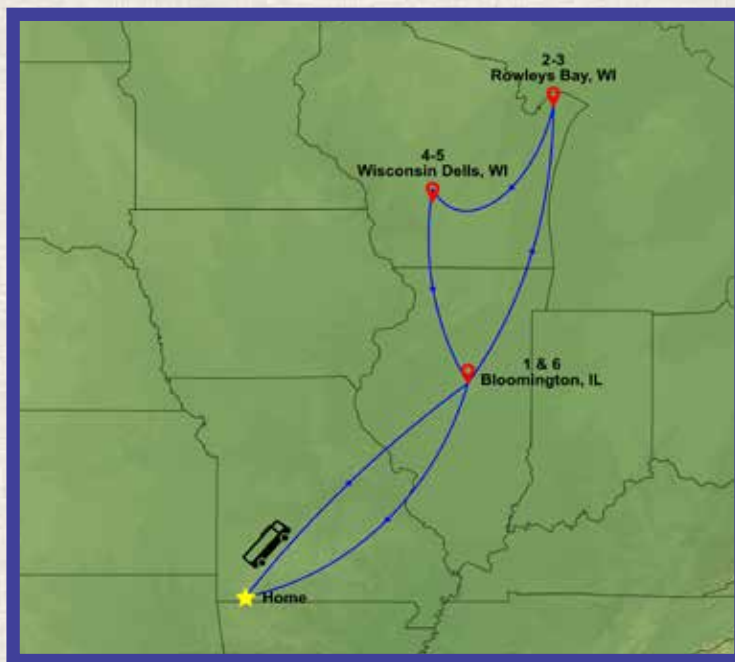 2-3
Rowleys Bay, WI
4-5
Wisconsin Dells, WI
1 & 6
Bloomington, IL
Home